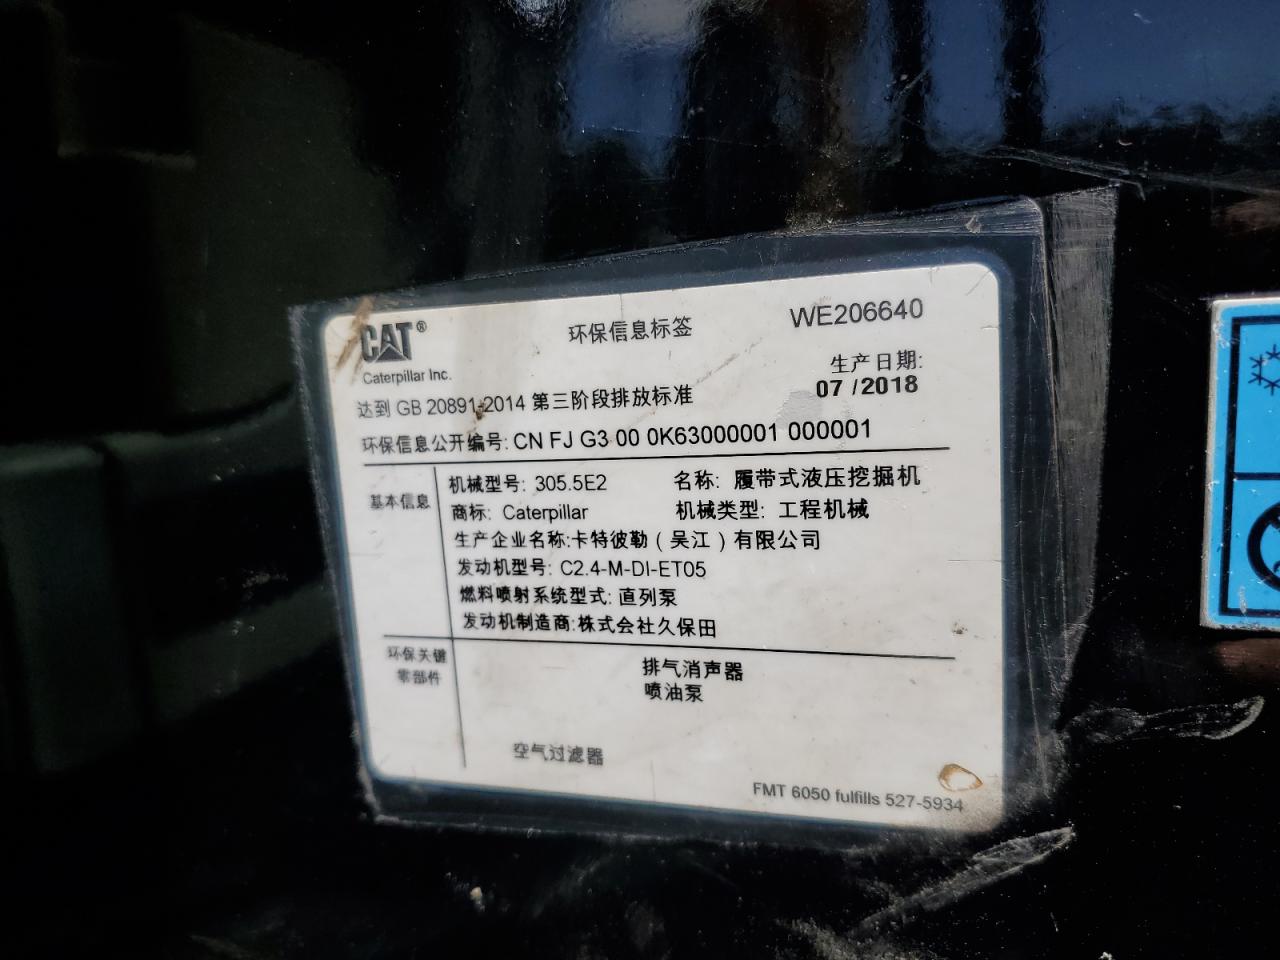 CAT®
Caterpillar Inc.
环保信息标签
WE206640
生产日期:
07 /2018
达到 GB 20891-2014 第三阶段排放标准
环保信息公开编号: CN FJ G3 00 0K63000001 000001
基本信息
机械型号: 305.5E2 名称: 履带式液压挖掘机
商标: Caterpillar 机械类型: 工程机械
生产企业名称:卡特彼勒（吴江）有限公司
发动机型号: C2.4-M-DI-ET05
燃料喷射系统型式: 直列泵
发动机制造商:株式会社久保田
环保关键
零部件
排气消声器
喷油泵
空气过滤器
FMT 6050 fulfills 527-5934